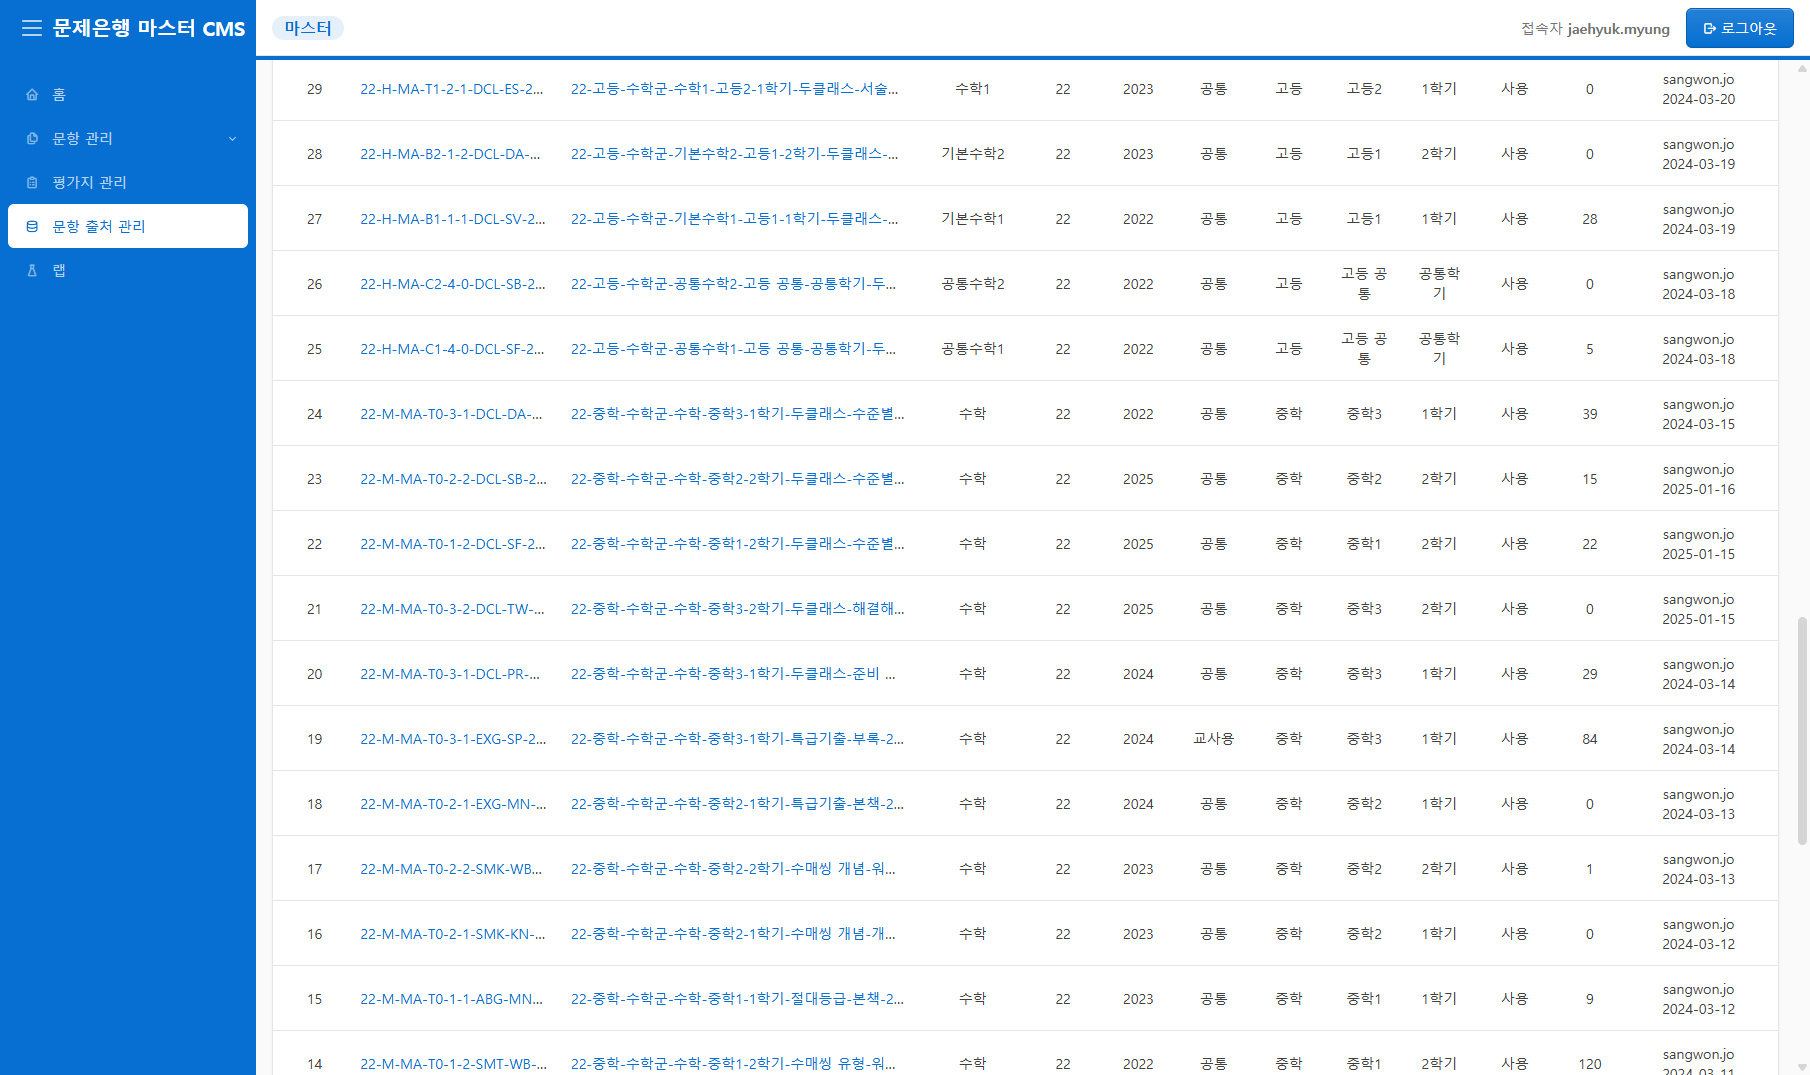 문제은행 마스터 CMS
마스터
접속자 jaehyuk.myung
로그아웃
홈
문항 관리
평가지 관리
문항 출처 관리
랩
29 22-H-MA-T1-2-1-DCL-ES-2... 22-고등-수학군-수학1-고등2-1학기-두클래스-서술... 수학1 22 2023 공통 고등 고등2 1학기 사용 0 sangwon.jo
2024-03-20
28 22-H-MA-B2-1-2-DCL-DA-... 22-고등-수학군-기본수학2-고등1-2학기-두클래스-... 기본수학2 22 2023 공통 고등 고등1 2학기 사용 0 sangwon.jo
2024-03-19
27 22-H-MA-B1-1-1-DCL-SV-2... 22-고등-수학군-기본수학1-고등1-1학기-두클래스-... 기본수학1 22 2022 공통 고등 고등1 1학기 사용 28 sangwon.jo
2024-03-19
26 22-H-MA-C2-4-0-DCL-SB-2... 22-고등-수학군-공통수학2-고등 공통-공통학기-두... 공통수학2 22 2022 공통 고등 고등 공통 공통학기 사용 0 sangwon.jo
2024-03-18
25 22-H-MA-C1-4-0-DCL-SF-2... 22-고등-수학군-공통수학1-고등 공통-공통학기-두... 공통수학1 22 2022 공통 고등 고등 공통 공통학기 사용 5 sangwon.jo
2024-03-18
24 22-M-MA-T0-3-1-DCL-DA-... 22-중학-수학군-수학-중학3-1학기-두클래스-수준별... 수학 22 2022 공통 중학 중학3 1학기 사용 39 sangwon.jo
2024-03-15
23 22-M-MA-T0-2-2-DCL-SB-2... 22-중학-수학군-수학-중학2-2학기-두클래스-수준별... 수학 22 2025 공통 중학 중학2 2학기 사용 15 sangwon.jo
2025-01-16
22 22-M-MA-T0-1-2-DCL-SF-2... 22-중학-수학군-수학-중학1-2학기-두클래스-수준별... 수학 22 2025 공통 중학 중학1 2학기 사용 22 sangwon.jo
2025-01-15
21 22-M-MA-T0-3-2-DCL-TW-... 22-중학-수학군-수학-중학3-2학기-두클래스-해결해... 수학 22 2025 공통 중학 중학3 2학기 사용 0 sangwon.jo
2025-01-15
20 22-M-MA-T0-3-1-DCL-PR-... 22-중학-수학군-수학-중학3-1학기-두클래스-준비 ... 수학 22 2024 공통 중학 중학3 1학기 사용 29 sangwon.jo
2024-03-14
19 22-M-MA-T0-3-1-EXG-SP-2... 22-중학-수학군-수학-중학3-1학기-특급기출-부록-2... 수학 22 2024 교사용 중학 중학3 1학기 사용 84 sangwon.jo
2024-03-14
18 22-M-MA-T0-2-1-EXG-MN-... 22-중학-수학군-수학-중학2-1학기-특급기출-본책-2... 수학 22 2024 공통 중학 중학2 1학기 사용 0 sangwon.jo
2024-03-13
17 22-M-MA-T0-2-2-SMK-WB... 22-중학-수학군-수학-중학2-2학기-수매씽 개념-워... 수학 22 2023 공통 중학 중학2 2학기 사용 1 sangwon.jo
2024-03-13
16 22-M-MA-T0-2-1-SMK-KN-... 22-중학-수학군-수학-중학2-1학기-수매씽 개념-개... 수학 22 2023 공통 중학 중학2 1학기 사용 0 sangwon.jo
2024-03-12
15 22-M-MA-T0-1-1-ABG-MN... 22-중학-수학군-수학-중학1-1학기-절대등급-본책-2... 수학 22 2023 공통 중학 중학1 1학기 사용 9 sangwon.jo
2024-03-12
14 22-M-MA-T0-1-2-SMT-WB-... 22-중학-수학군-수학-중학1-2학기-수매씽 유형-워... 수학 22 2022 공통 중학 중학1 2학기 사용 120 sangwon.jo
2024-03-11